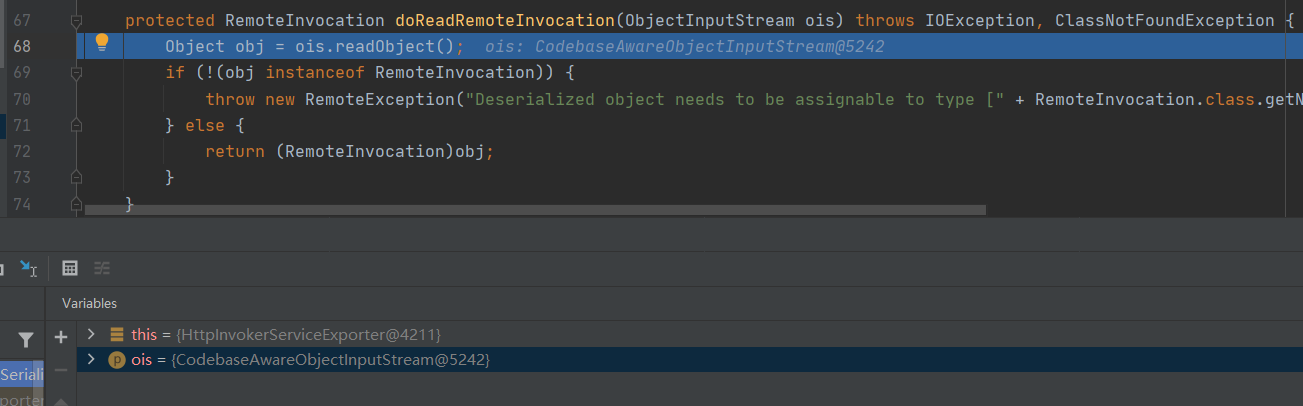 67 protected RemoteInvocation doReadRemoteInvocation(ObjectInputStream ois) throws IOException, ClassNotFoundException {
68 Object obj = ois.readObject(); ois: CodebaseAwareObjectInputStream@5242
69 if (!(obj instanceof RemoteInvocation)) {
70 throw new RemoteException("Deserialized object needs to be assignable to type [" + RemoteInvocation.class.getN
71 } else {
72 return (RemoteInvocation)obj;
73 }
74 }
Variables
this = {HttpInvokerServiceExporter@4211}
p ois = {CodebaseAwareObjectInputStream@5242}
Seriali
porter